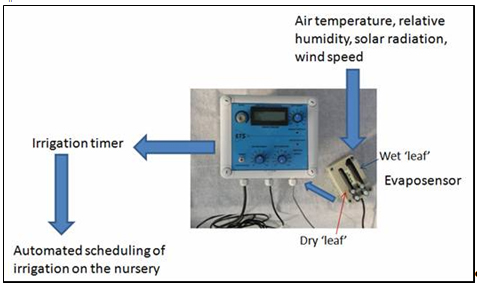 Air temperature, relative
humidity, solar radiation,
wind speed
Irrigation timer
Wet 'leaf'
Evaposensor
Dry 'leaf'
Automated scheduling of
irrigation on the nursery